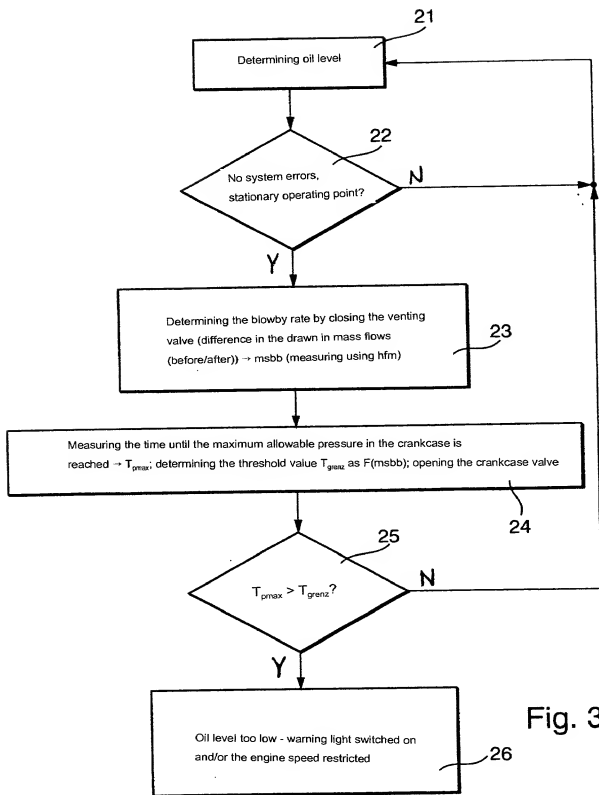 21
Determining oil level
22
No system errors,
stationary operating point?
N
Y
Determining the blowby rate by closing the venting
valve (difference in the drawn in mass flows
(before/after)) → msbb (measuring using hfm)
23
Measuring the time until the maximum allowable pressure in the crankcase is
reached → Tpmax; determining the threshold value Tgrenz as F(msbb); opening the crankcase valve
24
25
Tpmax > Tgrenz?
N
Y
Oil level too low - warning light switched on
and/or the engine speed restricted
26
Fig. 3